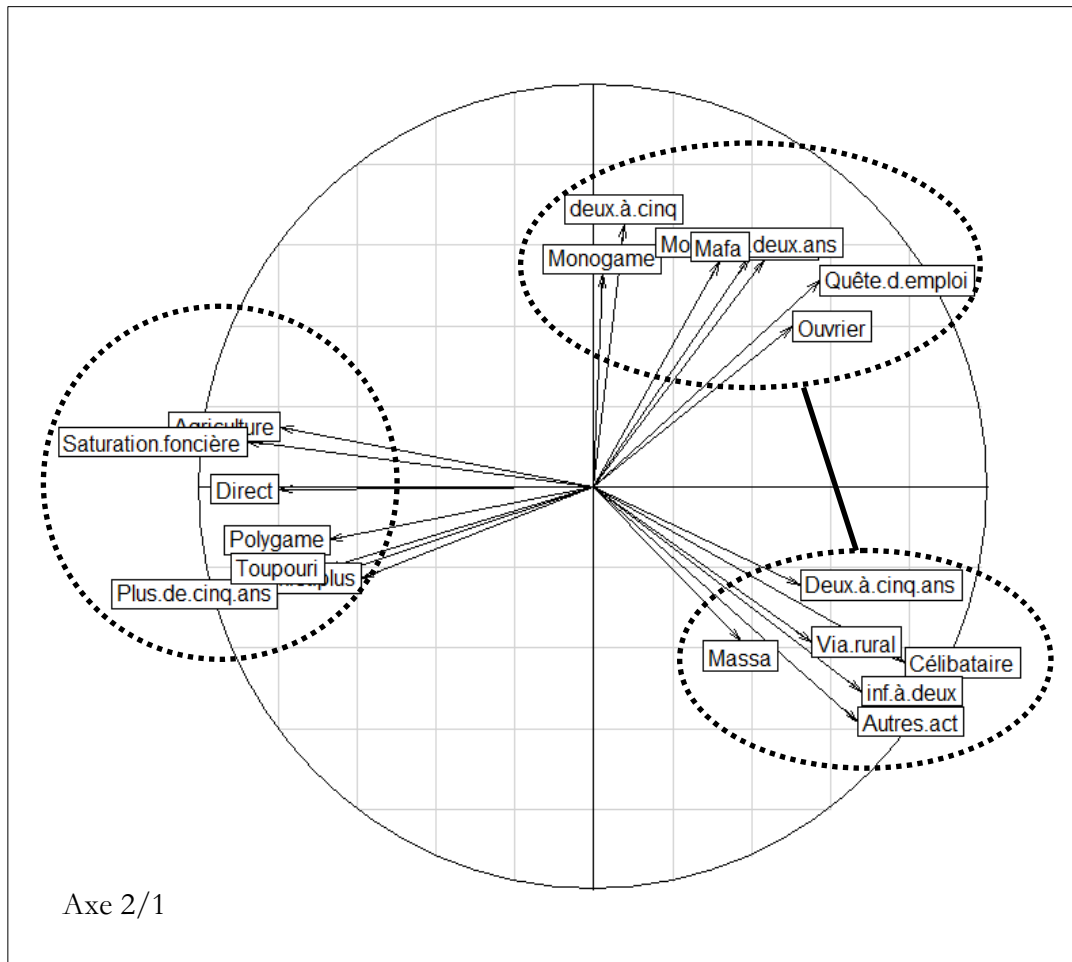 deux.à.cinq
Mafa
deux.ans
Monogame
Quête.d.emploi
Ouvrier
Agriculture
Saturation.foncière
Direct
Polygame
Toupouri
plus
Plus.de.cinq.ans
Deux.à.cinq.ans
Via.rural
Massa
Célibataire
inf.à.deux
Autres.act
Axe 2/1